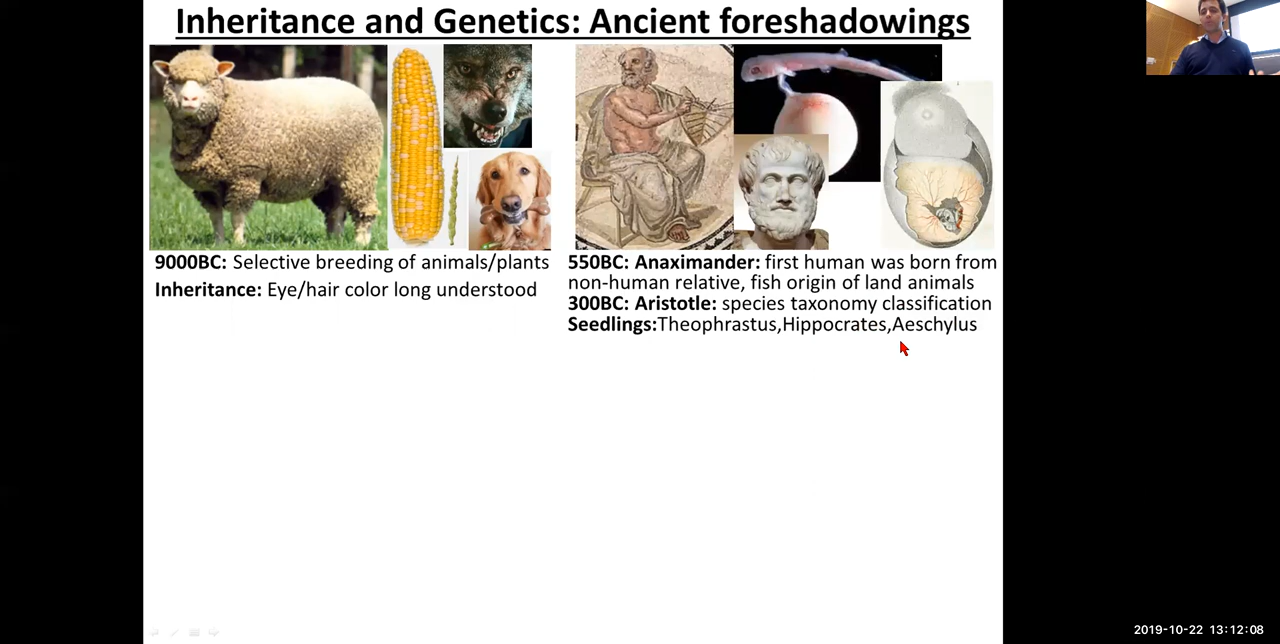 Inheritance and Genetics: Ancient foreshadowings
9000BC: Selective breeding of animals/plants
Inheritance: Eye/hair color long understood
550BC: Anaximander: first human was born from
non-human relative, fish origin of land animals
300BC: Aristotle: species taxonomy classification
Seedlings:Theophrastus,Hippocrates,Aeschylus
2019-10-22 13:12:08